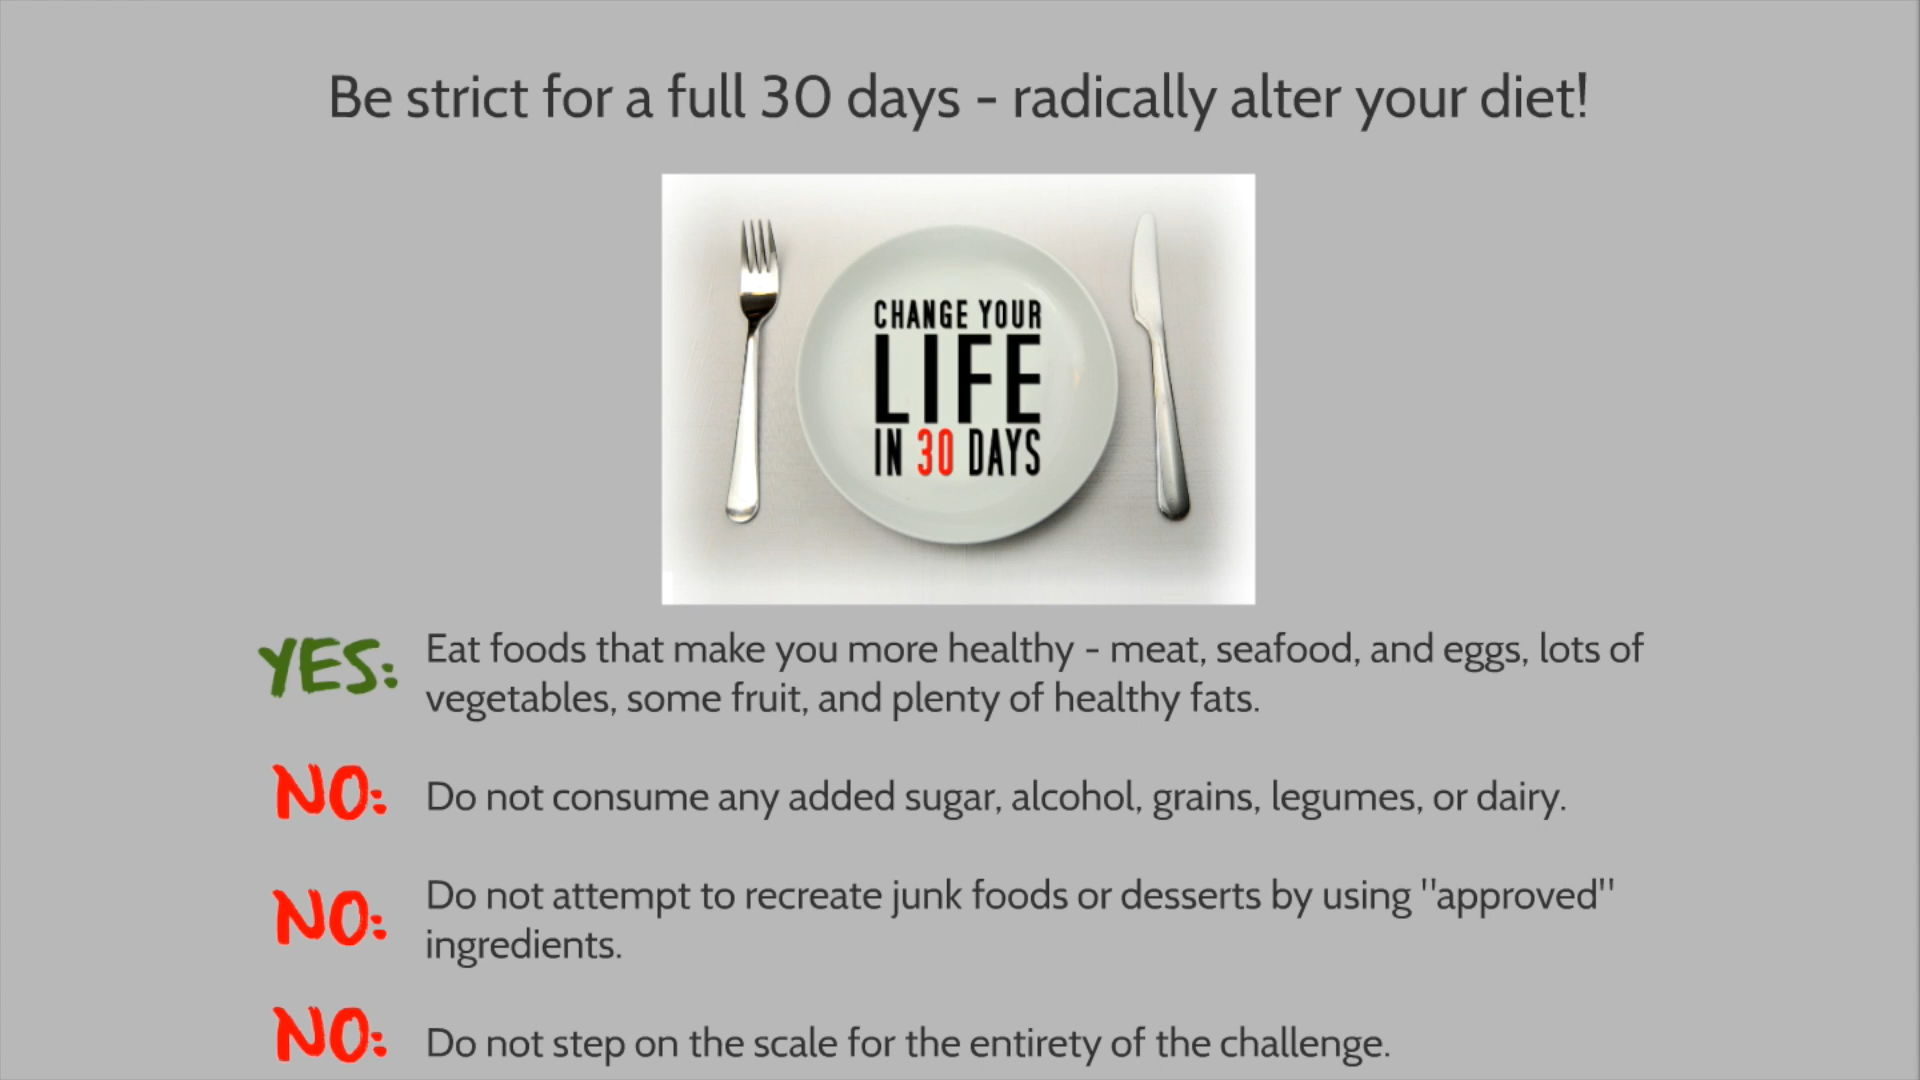 Be strict for a full 30 days - radically alter your diet!
CHANGE YOUR
LIFE
IN 30 DAYS
YES: Eat foods that make you more healthy - meat, seafood, and eggs, lots of
vegetables, some fruit, and plenty of healthy fats.
NO: Do not consume any added sugar, alcohol, grains, legumes, or dairy.
NO: Do not attempt to recreate junk foods or desserts by using "approved"
ingredients.
NO: Do not step on the scale for the entirety of the challenge.